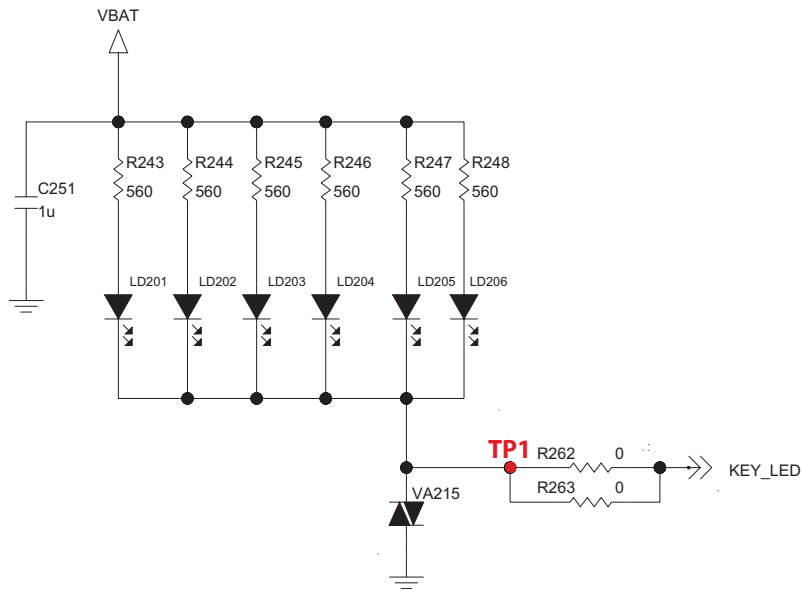 VBAT
R243
560
R244
560
R245
560
R246
560
R247
560
R248
560
C251
1u
LD201
LD202
LD203
LD204
LD205
LD206
TP1
R262 0
R263 0
KEY_LED
VA215